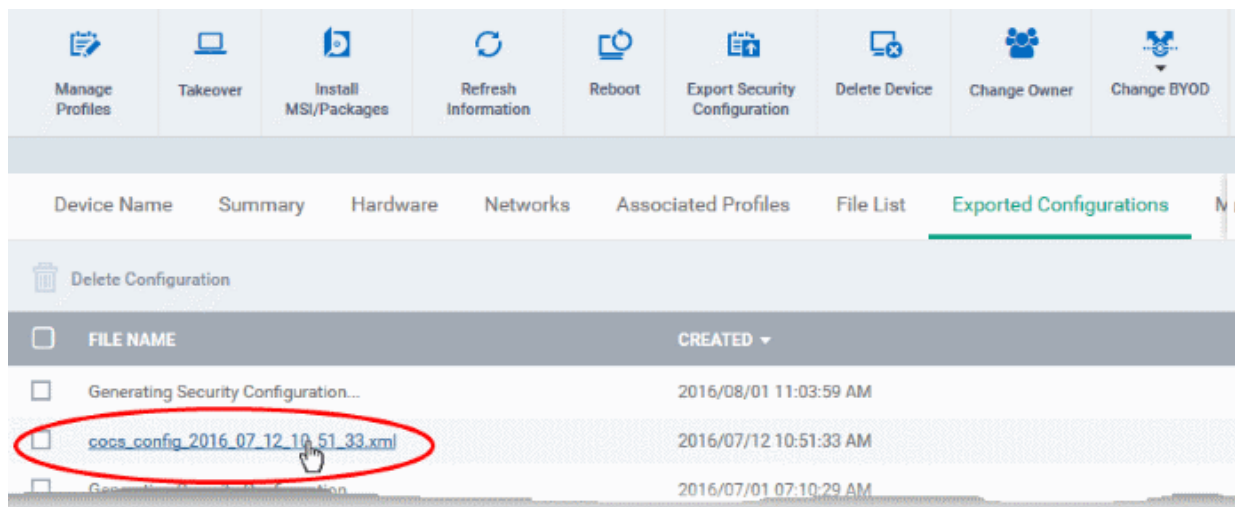 Manage Profiles
Takeover
Install MSI/Packages
Refresh Information
Reboot
Export Security Configuration
Delete Device
Change Owner
Change BYOD
Device Name Summary Hardware Networks Associated Profiles File List Exported Configurations
Delete Configuration
FILE NAME CREATED
Generating Security Configuration... 2016/08/01 11:03:59 AM
cocs_config_2016_07_12_10_51_33.xml 2016/07/12 10:51:33 AM
2016/07/01 07:10:29 AM